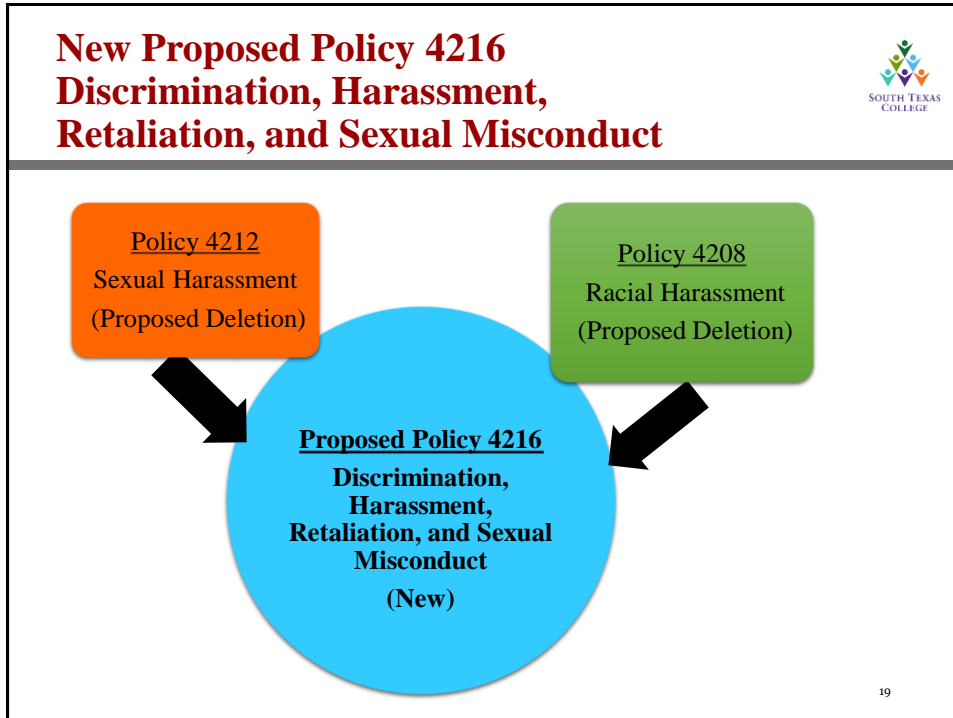 New Proposed Policy 4216
Discrimination, Harassment,
Retaliation, and Sexual Misconduct
SOUTH TEXAS
COLLEGE
Policy 4212
Sexual Harassment
(Proposed Deletion)
Policy 4208
Racial Harassment
(Proposed Deletion)
Proposed Policy 4216
Discrimination,
Harassment,
Retaliation, and Sexual
Misconduct
(New)
19